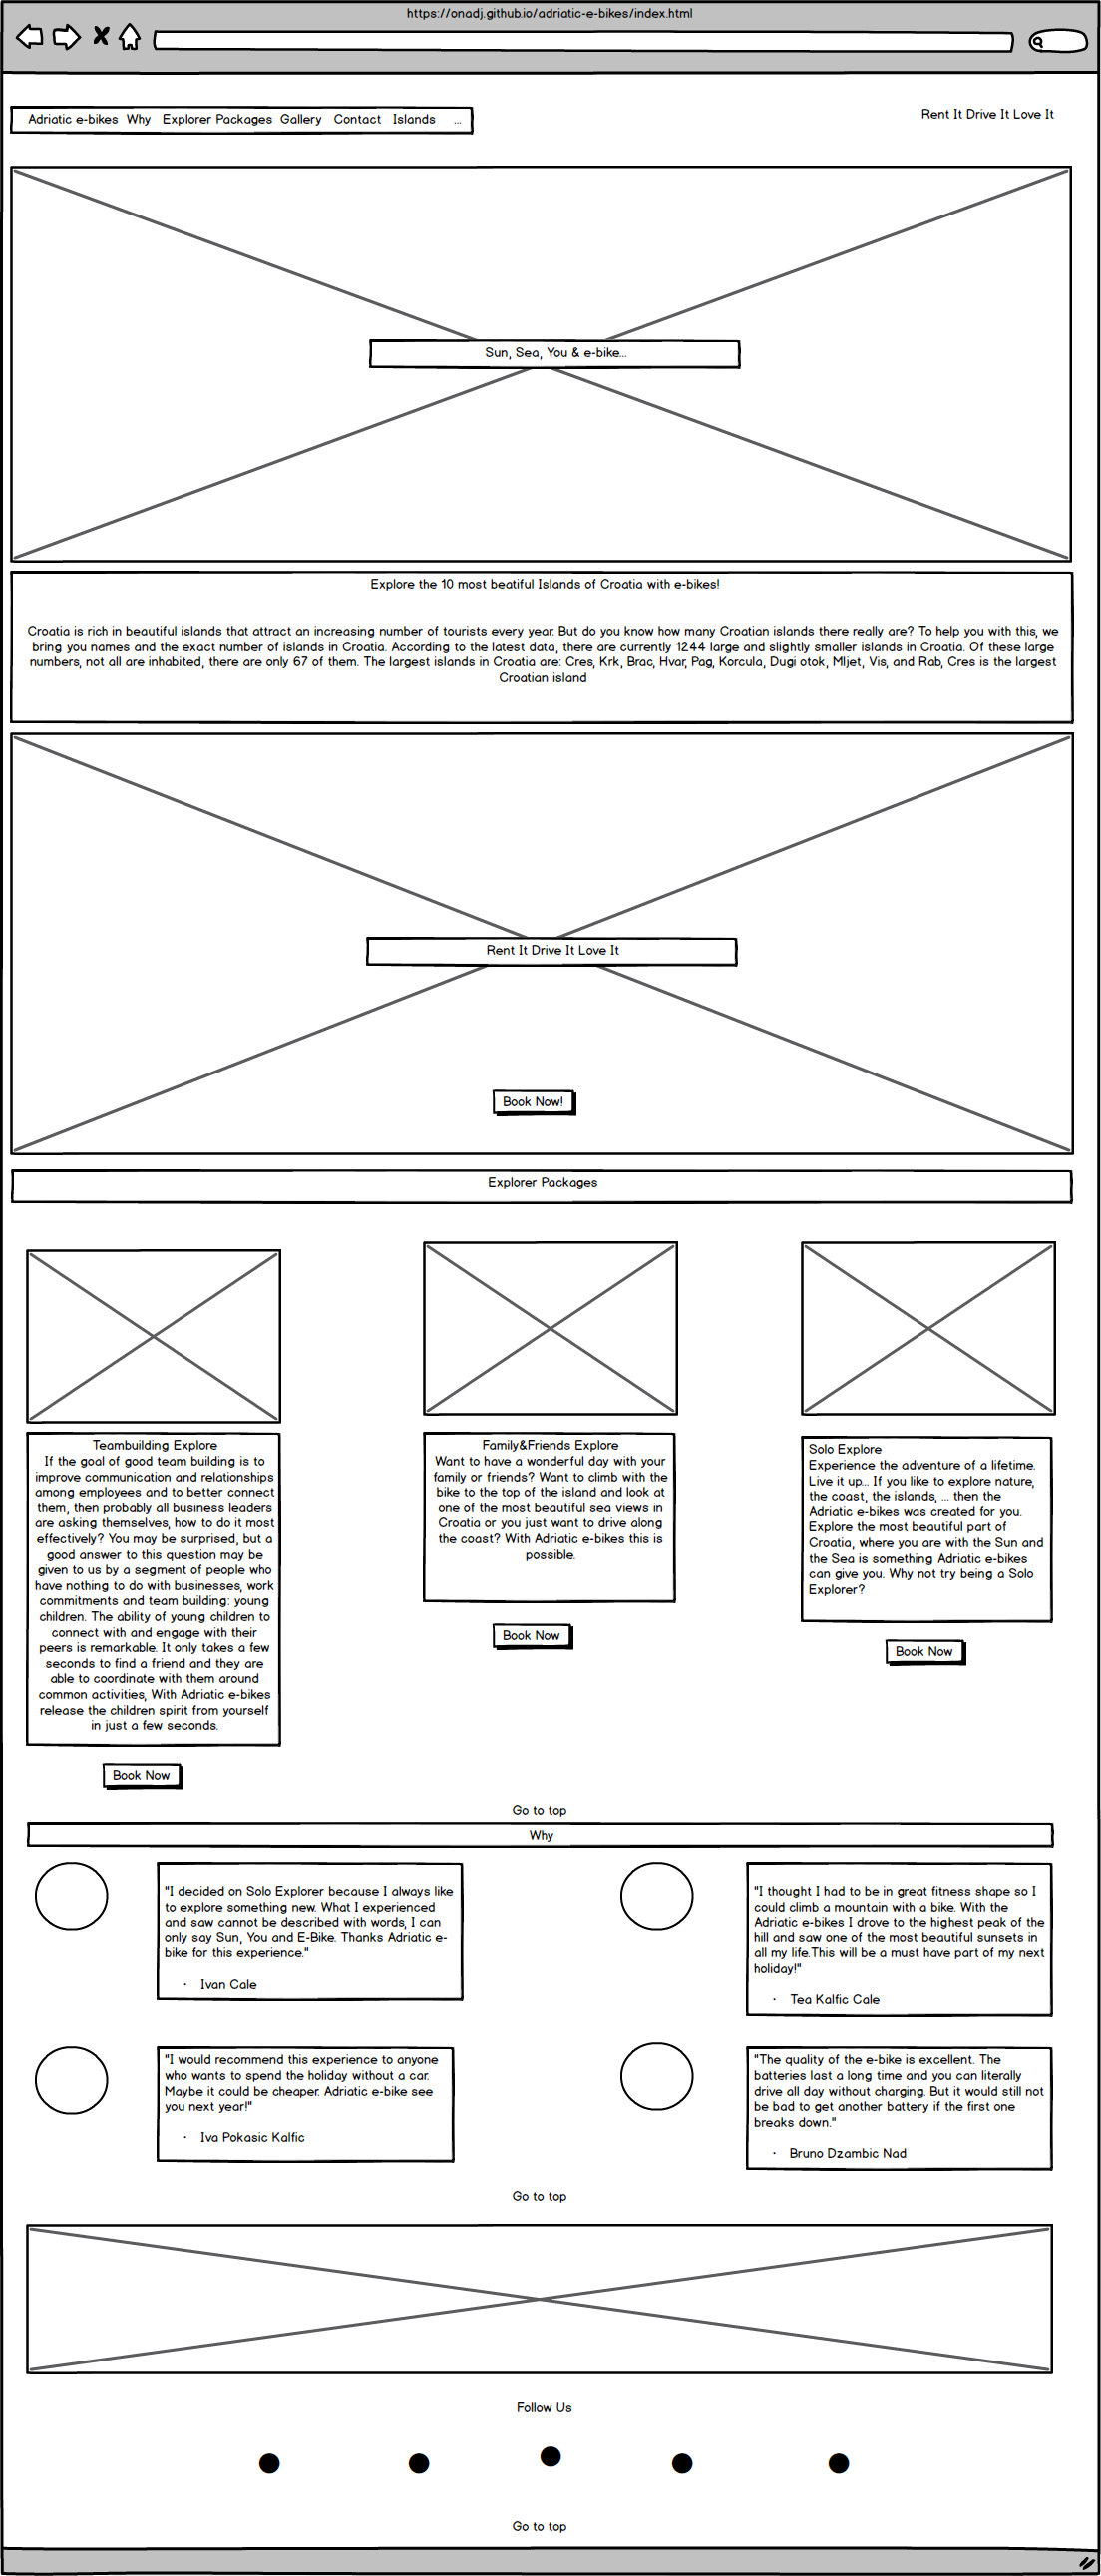 https://onadj.github.io/adriatic-e-bikes/index.html
Adriatic e-bikes Why Explorer Packages Gallery Contact Islands ...
Rent It Drive It Love It
Sun, Sea, You & e-bike...
Explore the 10 most beatiful Islands of Croatia with e-bikes!
Croatia is rich in beautiful islands that attract an increasing number of tourists every year. But do you know how many Croatian islands there really are? To help you with this, we
bring you names and the exact number of islands in Croatia. According to the latest data, there are currently 1244 large and slightly smaller islands in Croatia. Of these large
numbers, not all are inhabited, there are only 67 of them. The largest islands in Croatia are: Cres, Krk, Brac, Hvar, Pag, Korcula, Dugi otok, Mljet, Vis, and Rab, Cres is the largest
Croatian island
Rent It Drive It Love It
Book Now!
Explorer Packages
Teambuilding Explore
If the goal of good team building is to
improve communication and relationships
among employees and to better connect
them, then probably all business leaders
are asking themselves, how to do it most
effectively? You may be surprised, but a
good answer to this question may be
given to us by a segment of people who
have nothing to do with businesses, work
commitments and team building: young
children. The ability of young children to
connect with and engage with their
peers is remarkable. It only takes a few
seconds to find a friend and they are
able to coordinate with them around
common activities, With Adriatic e-bikes
release the children spirit from yourself
in just a few seconds.
Book Now
Family&Friends Explore
Want to have a wonderful day with your
family or friends? Want to climb with the
bike to the top of the island and look at
one of the most beautiful sea views in
Croatia or you just want to drive along
the coast? With Adriatic e-bikes this is
possible.
Book Now
Solo Explore
Experience the adventure of a lifetime.
Live it up... If you like to explore nature,
the coast, the islands, ... then the
Adriatic e-bikes was created for you.
Explore the most beautiful part of
Croatia, where you are with the Sun and
the Sea is something Adriatic e-bikes
can give you. Why not try being a Solo
Explorer?
Book Now
Go to top
Why
"I decided on Solo Explorer because I always like
to explore something new. What I experienced
and saw cannot be described with words, I can
only say Sun, You and E-Bike. Thanks Adriatic e-
bike for this experience."
· Ivan Cale
"I thought I had to be in great fitness shape so I
could climb a mountain with a bike. With the
Adriatic e-bikes I drove to the highest peak of the
hill and saw one of the most beautiful sunsets in
all my life.This will be a must have part of my next
holiday!"
· Tea Kalfic Cale
"I would recommend this experience to anyone
who wants to spend the holiday without a car.
Maybe it could be cheaper. Adriatic e-bike see
you next year!"
· Iva Pokasic Kalfic
"The quality of the e-bike is excellent. The
batteries last a long time and you can literally
drive all day without charging. But it would still not
be bad to get another battery if the first one
breaks down."
· Bruno Dzambic Nad
Go to top
Follow Us
Go to top